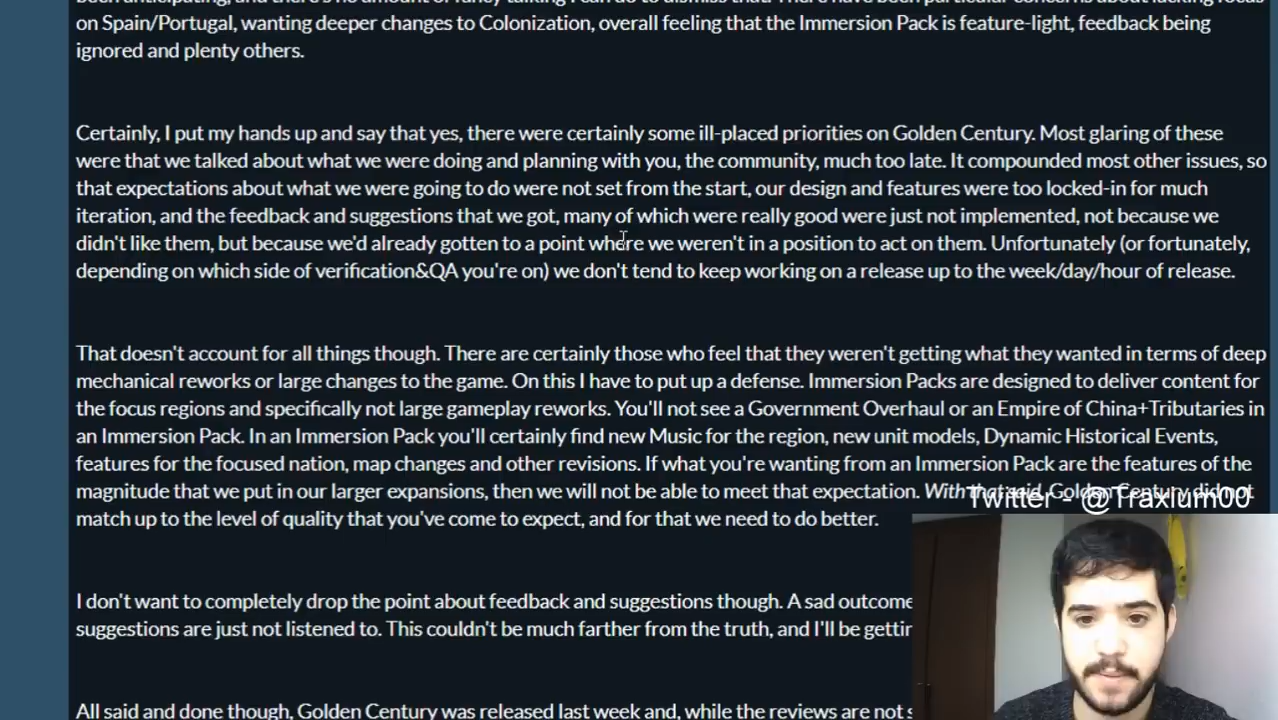 on Spain/Portugal, wanting deeper changes to Colonization, overall feeling that the Immersion Pack is feature-light, feedback being
ignored and plenty others.
Certainly, I put my hands up and say that yes, there were certainly some ill-placed priorities on Golden Century. Most glaring of these
were that we talked about what we were doing and planning with you, the community, much too late. It compounded most other issues, so
that expectations about what we were going to do were not set from the start, our design and features were too locked-in for much
iteration, and the feedback and suggestions that we got, many of which were really good were just not implemented, not because we
didn't like them, but because we'd already gotten to a point where we weren't in a position to act on them. Unfortunately (or fortunately,
depending on which side of verification&QA you're on) we don't tend to keep working on a release up to the week/day/hour of release.
That doesn't account for all things though. There are certainly those who feel that they weren't getting what they wanted in terms of deep
mechanical reworks or large changes to the game. On this I have to put up a defense. Immersion Packs are designed to deliver content for
the focus regions and specifically not large gameplay reworks. You'll not see a Government Overhaul or an Empire of China+Tributaries in
an Immersion Pack. In an Immersion Pack you'll certainly find new Music for the region, new unit models, Dynamic Historical Events,
features for the focused nation, map changes and other revisions. If what you're wanting from an Immersion Pack are the features of the
magnitude that we put in our larger expansions, then we will not be able to meet that expectation. With that said, Golden Century did not
Twitter - @Traxium00
match up to the level of quality that you've come to expect, and for that we need to do better.
I don't want to completely drop the point about feedback and suggestions though. A sad outcome
suggestions are just not listened to. This couldn't be much farther from the truth, and I'll be
All said and done though, Golden Century was released last week and, while the reviews are not